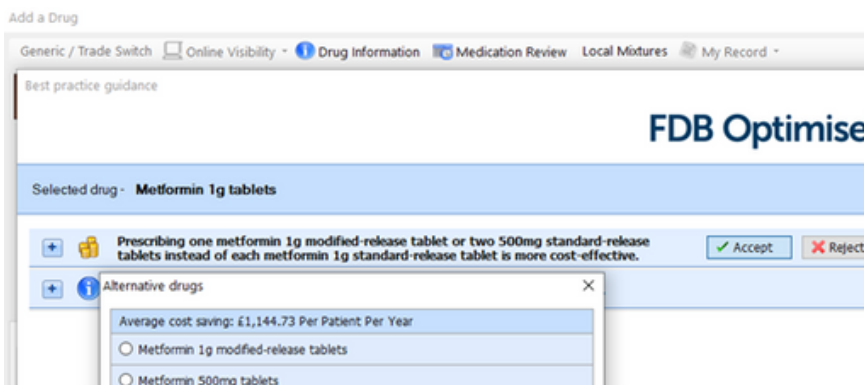 Add a Drug
Generic / Trade Switch Online Visibility Drug Information Medication Review Local Mixtures My Record
Best practice guidance
FDB Optimise
Selected drug - Metformin 1g tablets
Prescribing one metformin 1g modified-release tablet or two 500mg standard-release
tablets instead of each metformin 1g standard-release tablet is more cost-effective.
Accept Reject
Alternative drugs
Average cost saving: £1,144.73 Per Patient Per Year
Metformin 1g modified-release tablets
Metformin 500mg tablets